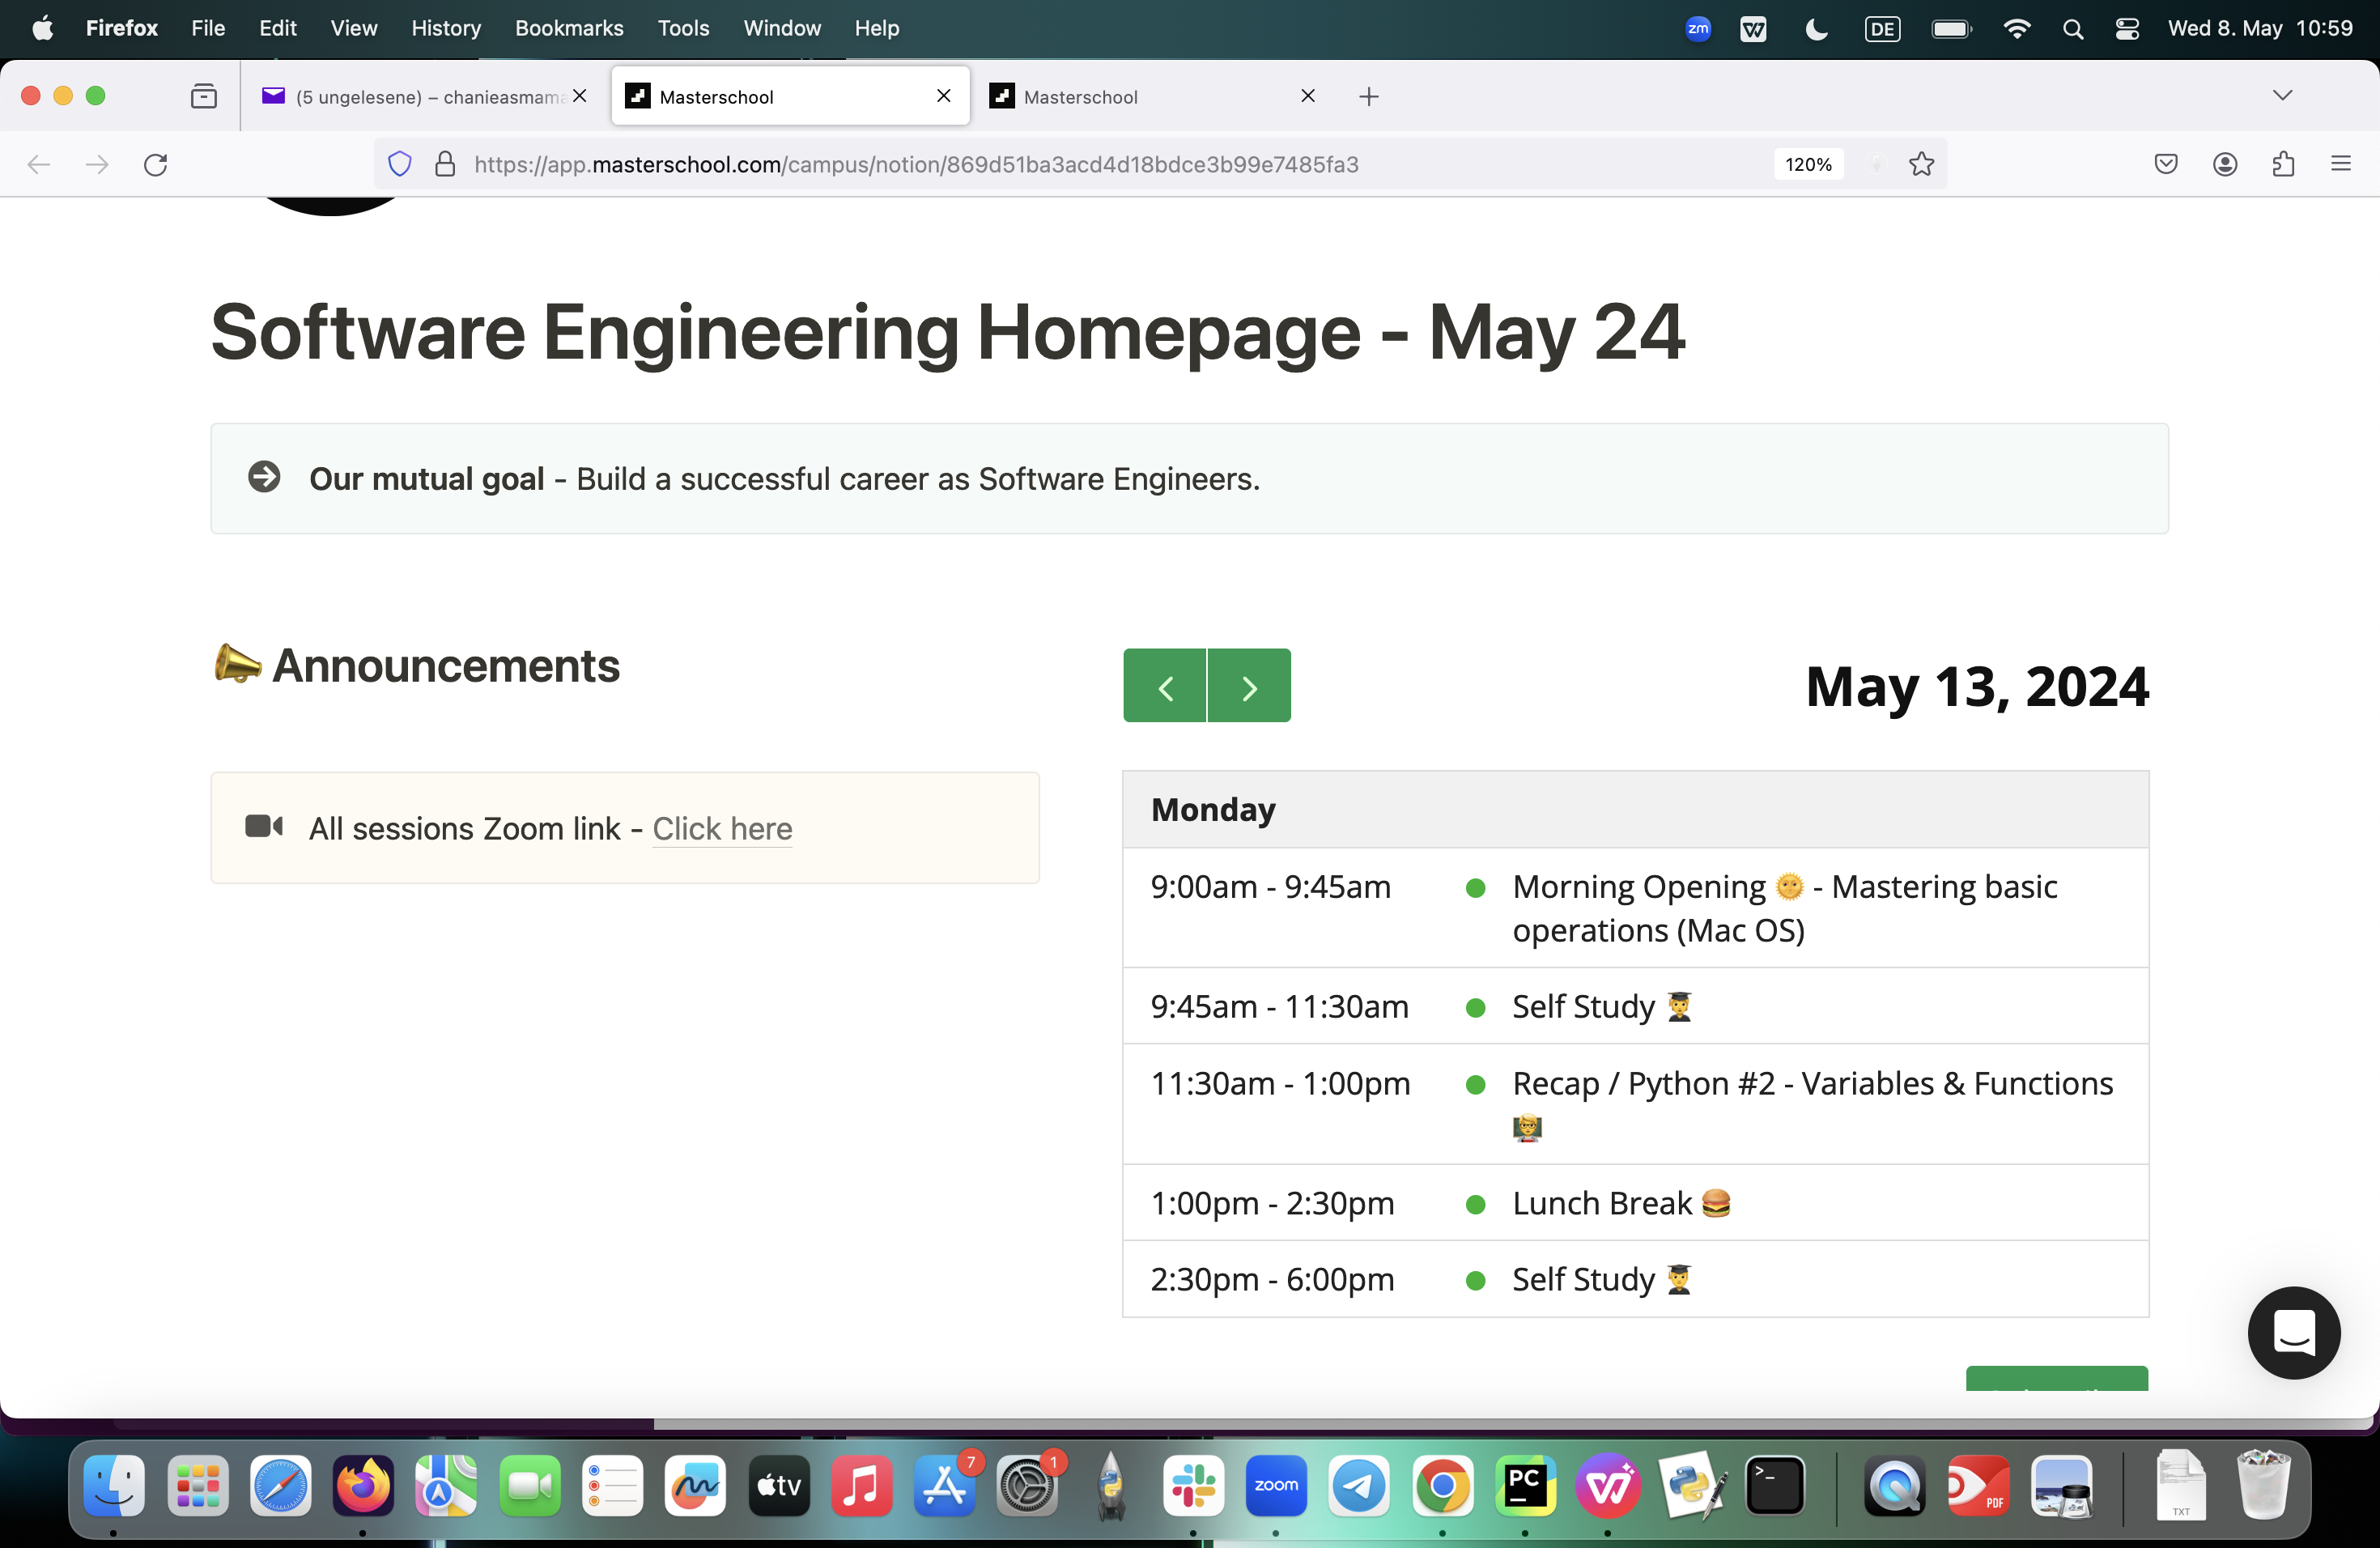 Firefox File Edit View History Bookmarks Tools Window Help zm DE Wed 8. May 10:59
(5 ungelesene) – chanieasmama Masterschool Masterschool
https://app.masterschool.com/campus/notion/869d51ba3acd4d18bdce3b99e7485fa3 120%
Software Engineering Homepage - May 24
Our mutual goal - Build a successful career as Software Engineers.
📣 Announcements
All sessions Zoom link - Click here
May 13, 2024
Monday
9:00am - 9:45am Morning Opening 🌞 - Mastering basic
operations (Mac OS)
9:45am - 11:30am Self Study 👨‍🎓
11:30am - 1:00pm Recap / Python #2 - Variables & Functions
👨‍🏫
1:00pm - 2:30pm Lunch Break 🍔
2:30pm - 6:00pm Self Study 👨‍🎓
tv 7 1 zoom PC >_ PDF TXT